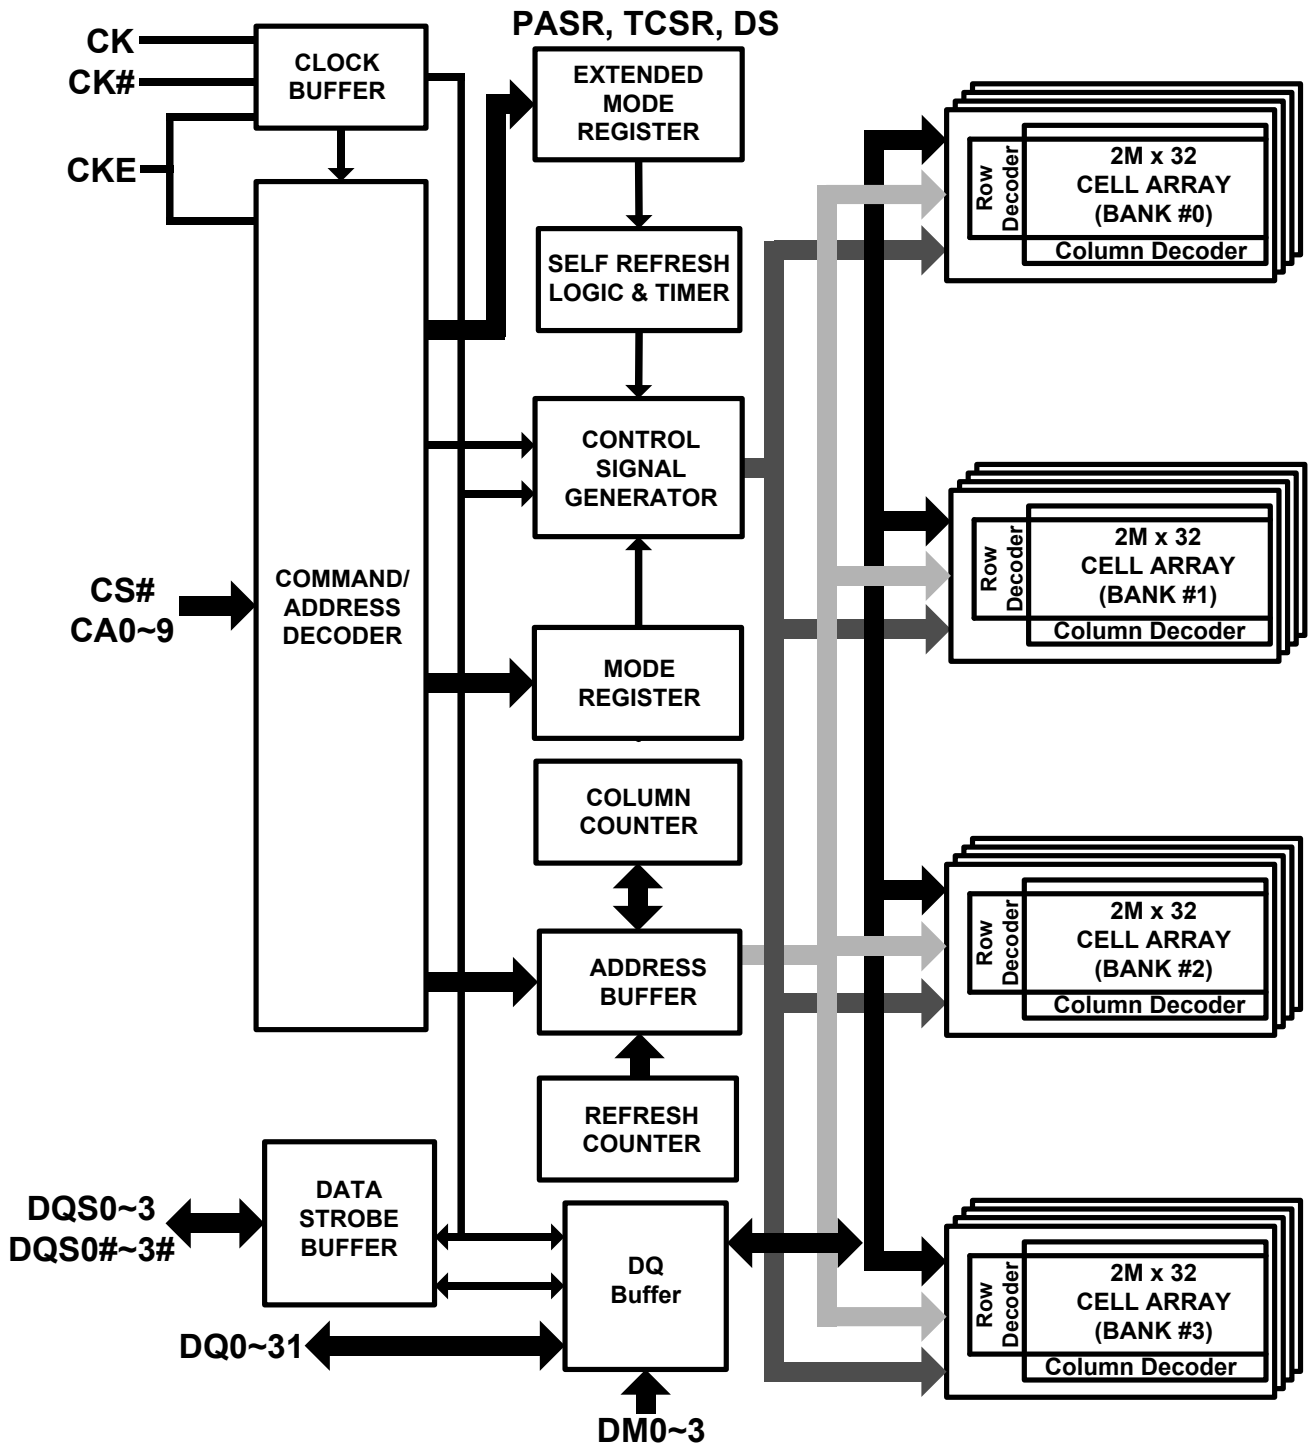 PASR, TCSR, DS
CK
CK#
CKE
CLOCK
BUFFER
EXTENDED
MODE
REGISTER
SELF REFRESH
LOGIC & TIMER
CONTROL
SIGNAL
GENERATOR
CS#
CA0~9
COMMAND/
ADDRESS
DECODER
MODE
REGISTER
COLUMN
COUNTER
ADDRESS
BUFFER
REFRESH
COUNTER
DQS0~3
DQS0#~3#
DATA
STROBE
BUFFER
DQ
Buffer
DQ0~31
DM0~3
Row
Decoder
2M x 32
CELL ARRAY
(BANK #0)
Column Decoder
Row
Decoder
2M x 32
CELL ARRAY
(BANK #1)
Column Decoder
Row
Decoder
2M x 32
CELL ARRAY
(BANK #2)
Column Decoder
Row
Decoder
2M x 32
CELL ARRAY
(BANK #3)
Column Decoder